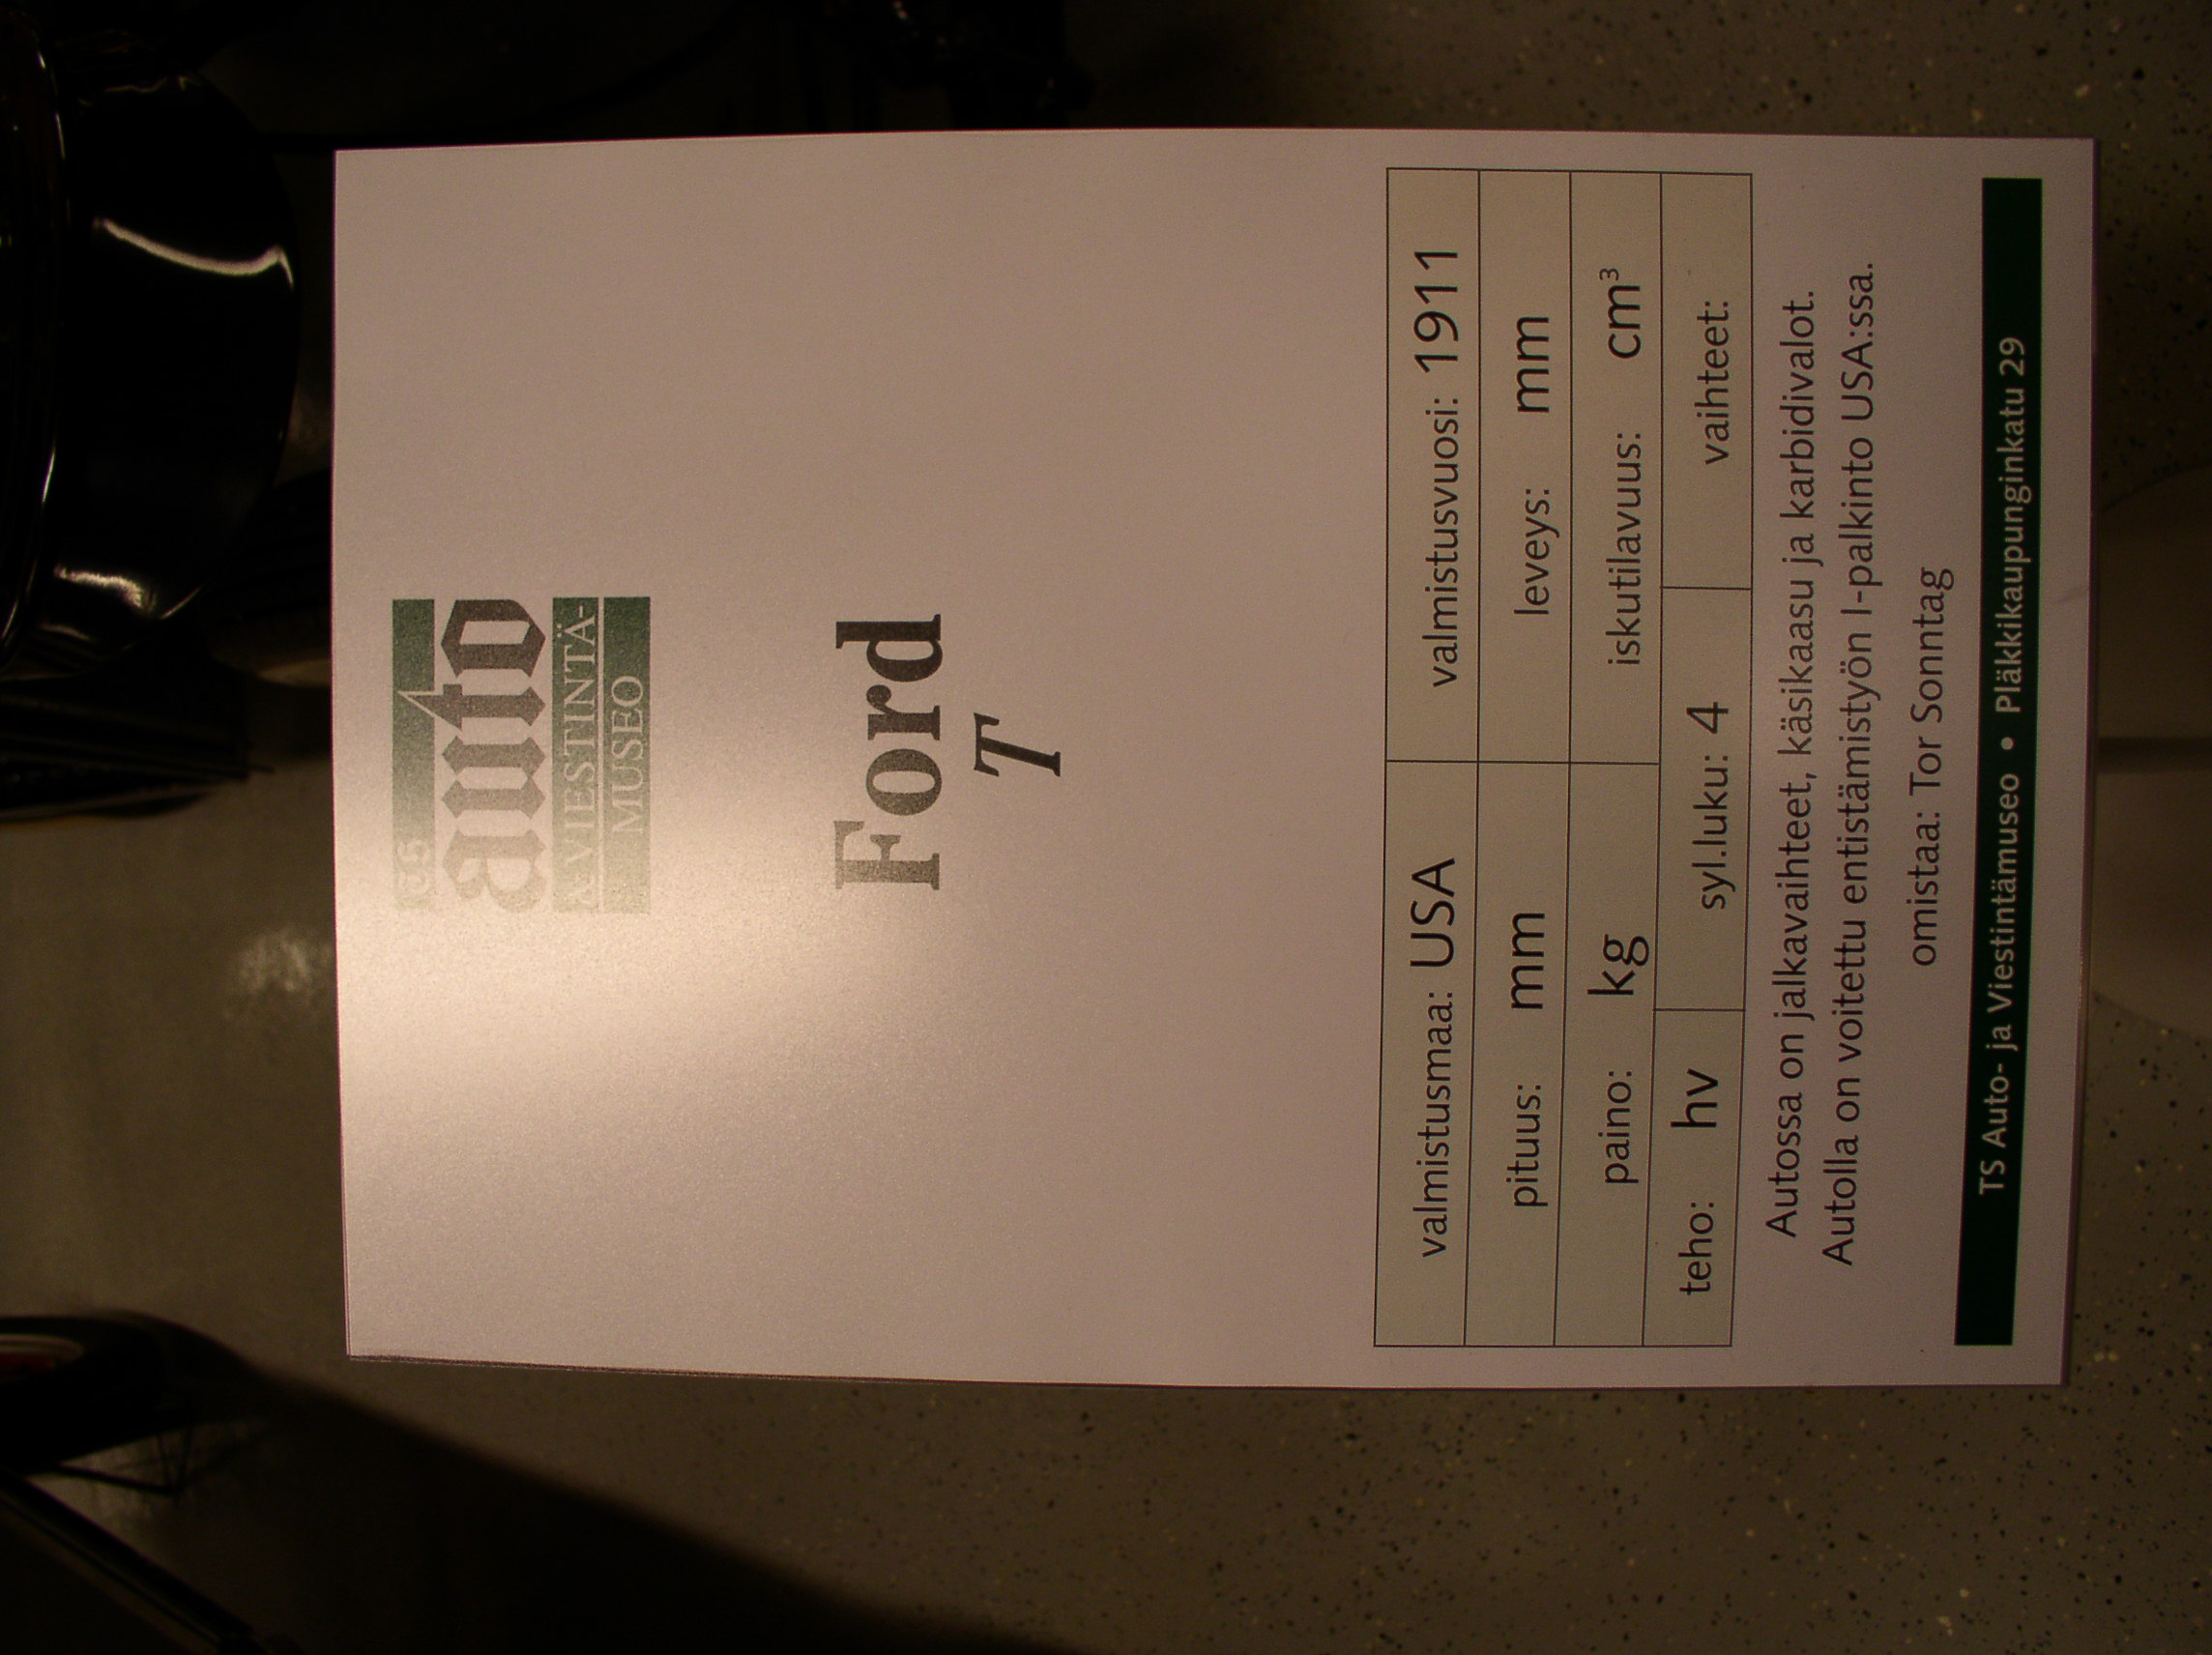 TS
auto
& VIESTINTÄ-
MUSEO
Ford
T
valmistusmaa: USA valmistusvuosi: 1911
pituus: mm leveys: mm
paino: kg iskutilavuus: cm³
teho: hv syl.luku: 4 vaihteet:
Autossa on jalkavaihteet, käsikaasu ja karbidivalot.
Autolla on voitettu entistämistyön I-palkinto USA:ssa.
omistaa: Tor Sonntag
TS Auto- ja Viestintämuseo • Pläkkikaupunginkatu 29